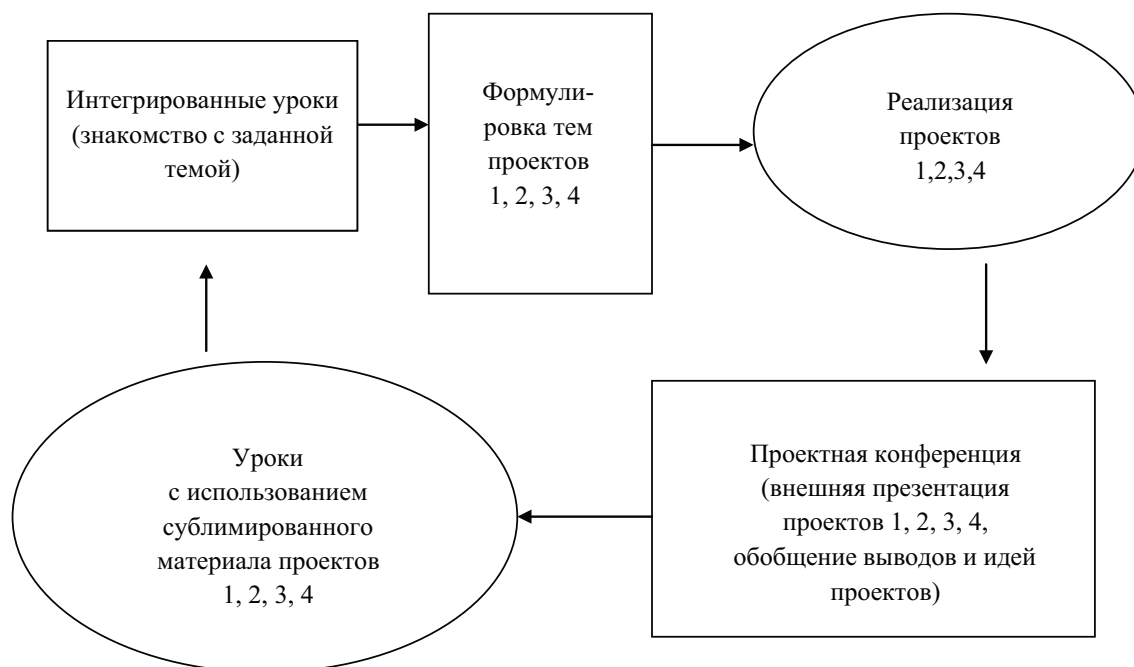 Интегрированные уроки
(знакомство с заданной
темой)
Формули-
ровка тем
проектов
1, 2, 3, 4
Реализация
проектов
1,2,3,4
Проектная конференция
(внешняя презентация
проектов 1, 2, 3, 4,
обобщение выводов и идей
проектов)
Уроки
с использованием
сублимированного
материала проектов
1, 2, 3, 4